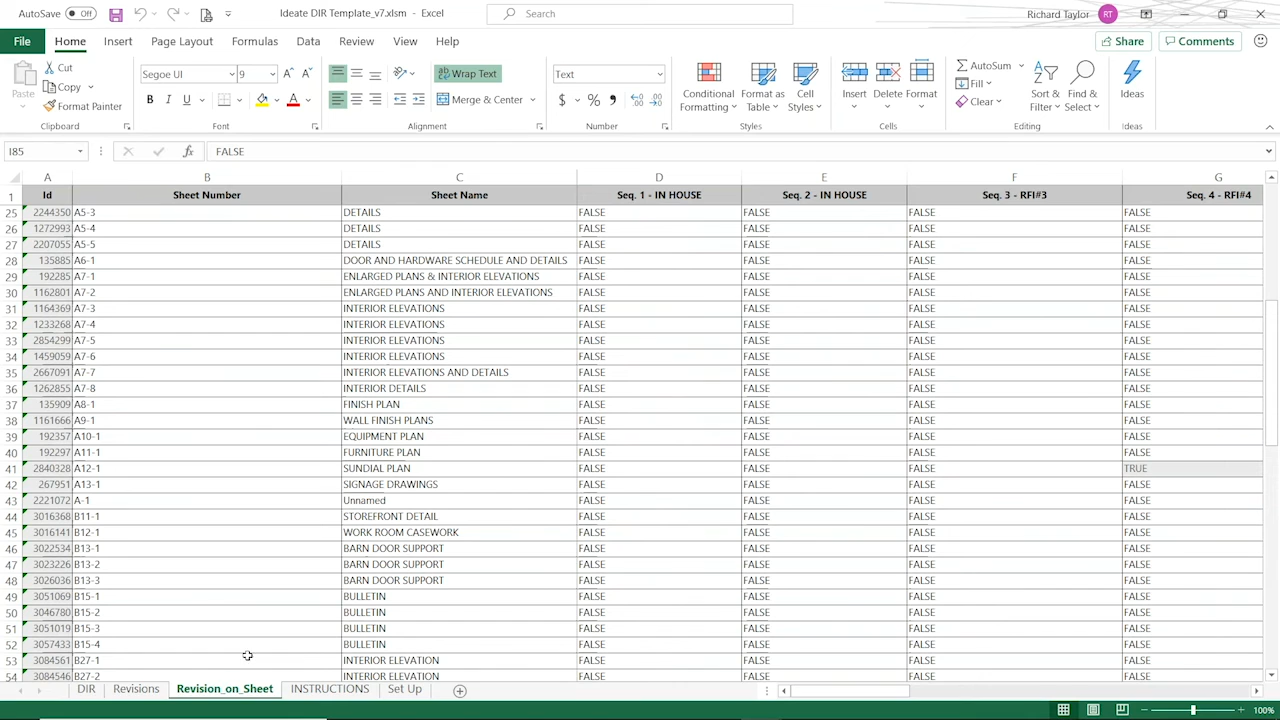 AutoSave Off Ideate DIR Template_v7.xlsm - Excel Search Richard Taylor RT
File Home Insert Draw Page Layout Formulas Data Review View Help Share Comments
Paste Cut Copy Format Painter Clipboard
Segoe UI 9 A A B I U A Font
ab Wrap Text Merge & Center Alignment
Text $ % , Number
Conditional Formatting Format as Table Cell Styles Styles
Insert Delete Format Cells
AutoSum Fill Clear Sort & Filter Find & Select Editing
Ideas Ideas
I85 fx FALSE
A B C D E F G
1 Id Sheet Number Sheet Name Seq. 1 - IN HOUSE Seq. 2 - IN HOUSE Seq. 3 - RFI#3 Seq. 4 - RFI#4
25 2244350 A5-3 DETAILS FALSE FALSE FALSE FALSE
26 1272993 A5-4 DETAILS FALSE FALSE FALSE FALSE
27 2207055 A5-5 DETAILS FALSE FALSE FALSE FALSE
28 135885 A6-1 DOOR AND HARDWARE SCHEDULE AND DETAILS FALSE FALSE FALSE FALSE
29 192285 A7-1 ENLARGED PLANS & INTERIOR ELEVATIONS FALSE FALSE FALSE FALSE
30 1162801 A7-2 ENLARGED PLANS AND INTERIOR ELEVATIONS FALSE FALSE FALSE FALSE
31 1164369 A7-3 INTERIOR ELEVATIONS FALSE FALSE FALSE FALSE
32 1233268 A7-4 INTERIOR ELEVATIONS FALSE FALSE FALSE FALSE
33 2854299 A7-5 INTERIOR ELEVATIONS FALSE FALSE FALSE FALSE
34 1459059 A7-6 INTERIOR ELEVATIONS FALSE FALSE FALSE FALSE
35 2667091 A7-7 INTERIOR ELEVATIONS AND DETAILS FALSE FALSE FALSE FALSE
36 1262855 A7-8 INTERIOR DETAILS FALSE FALSE FALSE FALSE
37 135909 A8-1 FINISH PLAN FALSE FALSE FALSE FALSE
38 1161666 A9-1 WALL FINISH PLANS FALSE FALSE FALSE FALSE
39 192357 A10-1 EQUIPMENT PLAN FALSE FALSE FALSE FALSE
40 192297 A11-1 FURNITURE PLAN FALSE FALSE FALSE FALSE
41 2840328 A12-1 SUNDIAL PLAN FALSE FALSE FALSE TRUE
42 267951 A13-1 SIGNAGE DRAWINGS FALSE FALSE FALSE FALSE
43 2221072 A-1 Unnamed FALSE FALSE FALSE FALSE
44 3016368 B11-1 STOREFRONT DETAIL FALSE FALSE FALSE FALSE
45 3016141 B12-1 WORK ROOM CASEWORK FALSE FALSE FALSE FALSE
46 3022534 B13-1 BARN DOOR SUPPORT FALSE FALSE FALSE FALSE
47 3023226 B13-2 BARN DOOR SUPPORT FALSE FALSE FALSE FALSE
48 3026036 B13-3 BARN DOOR SUPPORT FALSE FALSE FALSE FALSE
49 3051069 B15-1 BULLETIN FALSE FALSE FALSE FALSE
50 3046780 B15-2 BULLETIN FALSE FALSE FALSE FALSE
51 3051019 B15-3 BULLETIN FALSE FALSE FALSE FALSE
52 3057433 B15-4 BULLETIN FALSE FALSE FALSE FALSE
53 3084561 B27-1 INTERIOR ELEVATION FALSE FALSE FALSE FALSE
54 3084546 B27-2 INTERIOR ELEVATION FALSE FALSE FALSE FALSE
DIR Revisions Revision_on_Sheet INSTRUCTIONS Set Up
100%